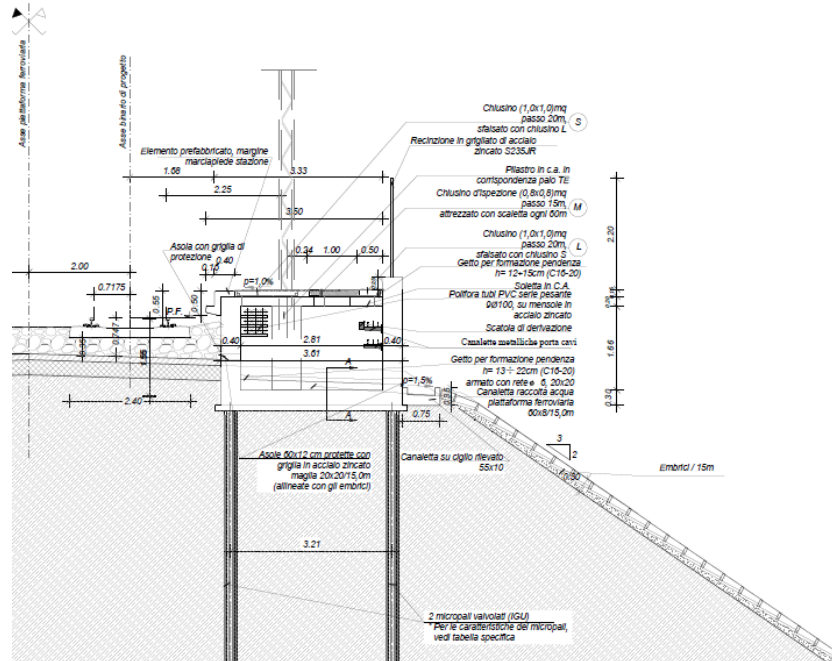 Asse piattaforma ferroviaria
Asse binario di progetto
Elemento prefabbricato, margine
marciapiede stazione
Chiusino (1,0x1,0)mq
passo 20m,
sfalsato con chiusino L
S
Recinzione in grigliato di acciaio
zincato S235JR
Pilastro in c.a. in
corrispondenza palo TE
Chiusino d'ispezione (0,8x0,8)mq
passo 15m
attrezzato con scaletta ogni 60m
M
Chiusino (1,0x1,0)mq
passo 20m,
sfalsato con chiusino S
L
Getto per formazione pendenza
h= 12÷15cm (C16-20)
Soletta in C.A.
Polifora tubi PVC serie pesante
9Ø100, su mensole in
acciaio zincato
Scatola di derivazione
Canalette metalliche porta cavi
Getto per formazione pendenza
h= 13÷ 22cm (C16-20)
armato con rete ø 6, 20x20
Canaletta raccolta acqua
plattaforma ferroviaria
60x8/15,0m
1.68
3.33
2.25
3.50
Asola con griglia di
protezione
0.40
0.15
0.24
1.00
0.50
2.00
p=1,0%
0.7175
0.55
P.F.
0.50
2.20
1.66
0.30
0.40
2.81
0.40
3.61
A
A
p=1,5%
0.75
2.40
Asole 60x12 cm protette con
griglia in acciaio zincato
maglia 20x20/15,0m
(allineate con gli embrici)
Canaletta su ciglio rilevato
55x10
3
2
Embrici / 15m
3.21
2 micropali valvolati (IGU)
* Per le caratteristiche dei micropali,
vedi tabella specifica